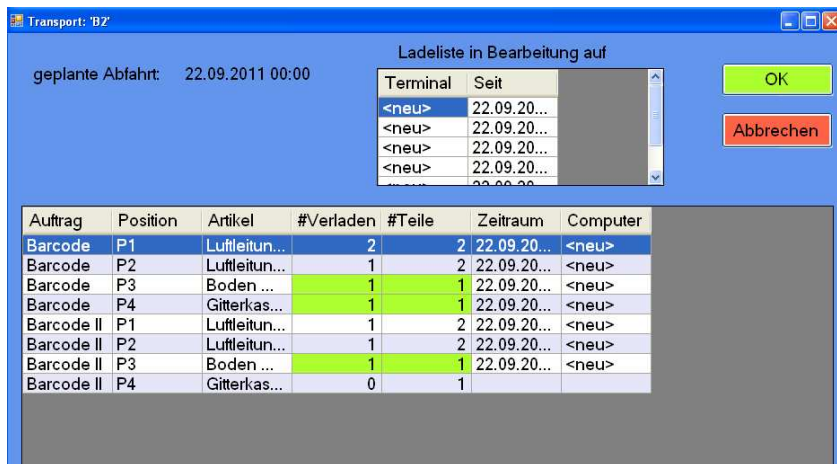 Transport: 'B2'
Ladeliste in Bearbeitung auf
geplante Abfahrt: 22.09.2011 00:00
Terminal Seit
OK
<neu> 22.09.20...
<neu> 22.09.20...
Abbrechen
<neu> 22.09.20...
<neu> 22.09.20...
Auftrag Position Artikel #Verladen #Teile Zeitraum Computer
Barcode P1 Luftleitun... 2 2 22.09.20... <neu>
Barcode P2 Luftleitun... 1 2 22.09.20... <neu>
Barcode P3 Boden ... 1 1 22.09.20... <neu>
Barcode P4 Gitterkas... 1 1 22.09.20... <neu>
Barcode II P1 Luftleitun... 1 2 22.09.20... <neu>
Barcode II P2 Luftleitun... 1 2 22.09.20... <neu>
Barcode II P3 Boden ... 1 1 22.09.20... <neu>
Barcode II P4 Gitterkas... 0 1